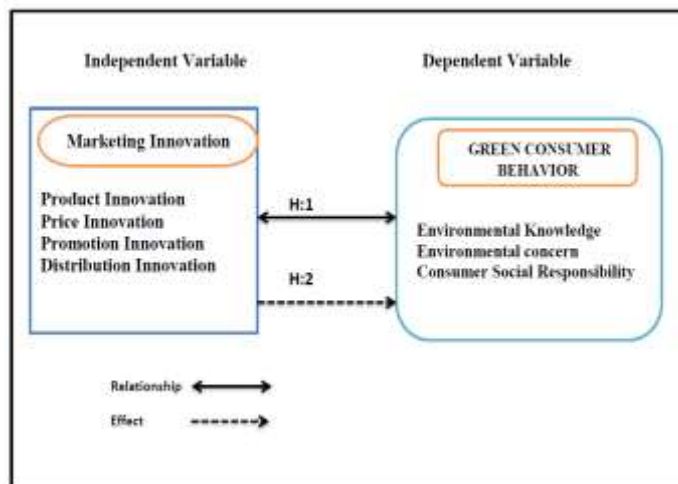 Independent Variable
Dependent Variable
Marketing Innovation
GREEN CONSUMER
BEHAVIOR
Product Innovation
Price Innovation
Promotion Innovation
Distribution Innovation
H:1
H:2
Environmental Knowledge
Environmental concern
Consumer Social Responsibility
Relationship
Effect